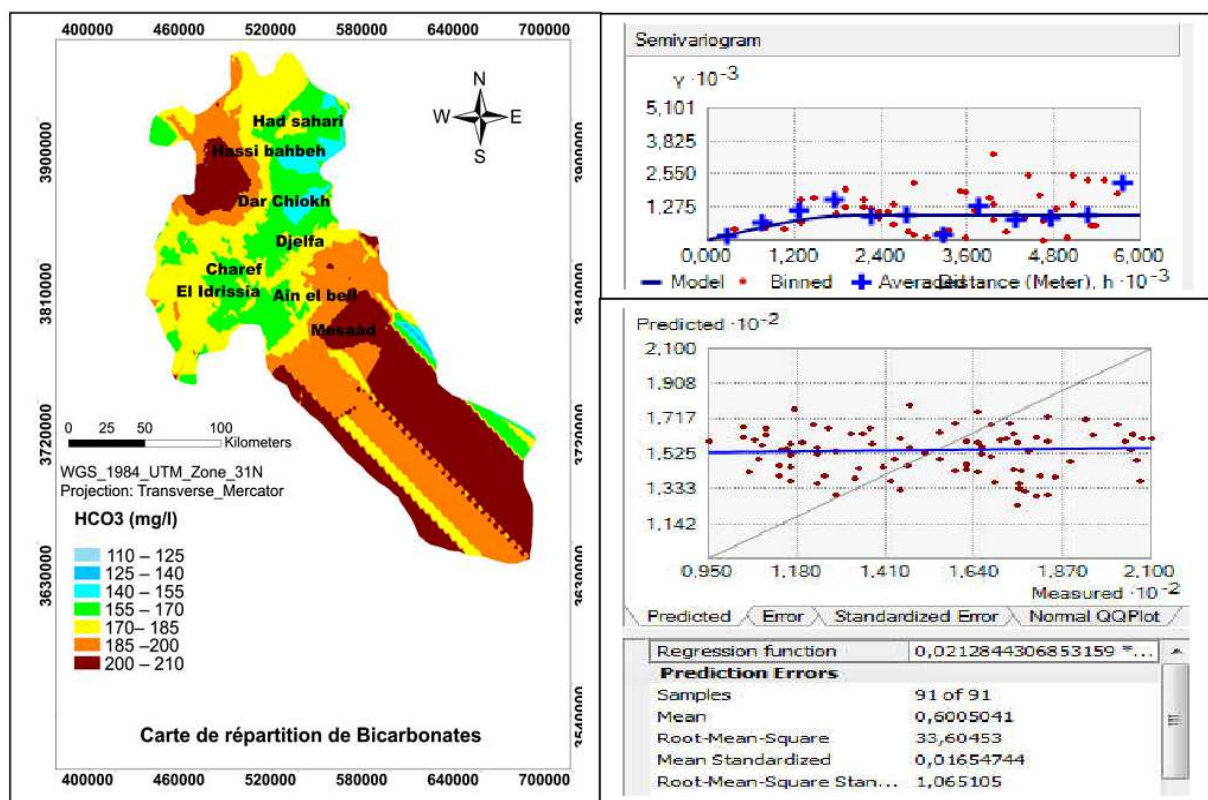 400000 460000 520000 580000 640000 700000
N
W E
S
3900000
3900000
Had sahari
Hassi bahbeh
Dar Chiokh
Djelfa
Charef
El Idrissia
Ain el bell
Mesaad
3810000
3810000
3720000
3720000
0 25 50 100
Kilometers
WGS_1984_UTM_Zone_31N
Projection: Transverse_Mercator
3630000
3630000
HCO3 (mg/l)
110 – 125
125 – 140
140 – 155
155 – 170
170– 185
185 –200
200 – 210
3540000
Carte de répartition de Bicarbonates
400000 460000 520000 580000 640000 700000
Semivariogram
γ ·10⁻³
5,101
3,825
2,550
1,275
0,000 1,200 2,400 3,600 4,800 6,000
Model Binned Averaged Distance (Meter), h ·10⁻³
Predicted ·10⁻²
2,100
1,908
1,717
1,525
1,333
1,142
0,950 1,180 1,410 1,640 1,870 2,100
Measured ·10⁻²
Predicted Error Standardized Error Normal QQPlot
Regression function 0,0212844306853159 *...
Prediction Errors
Samples 91 of 91
Mean 0,6005041
Root-Mean-Square 33,60453
Mean Standardized 0,01654744
Root-Mean-Square Stan... 1,065105